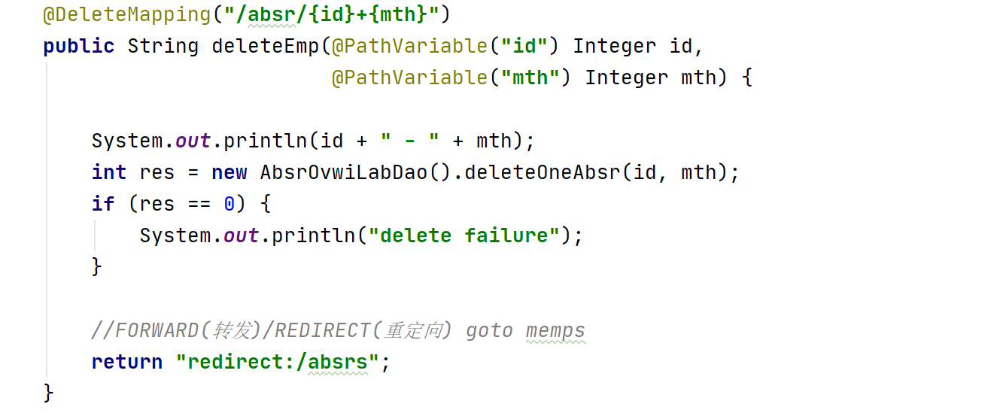 @DeleteMapping("/absr/{id}+{mth}")
public String deleteEmp(@PathVariable("id") Integer id,
@PathVariable("mth") Integer mth) {
System.out.println(id + " - " + mth);
int res = new AbsrOvwiLabDao().deleteOneAbsr(id, mth);
if (res == 0) {
System.out.println("delete failure");
}
//FORWARD(转发)/REDIRECT(重定向) goto memps
return "redirect:/absrs";
}